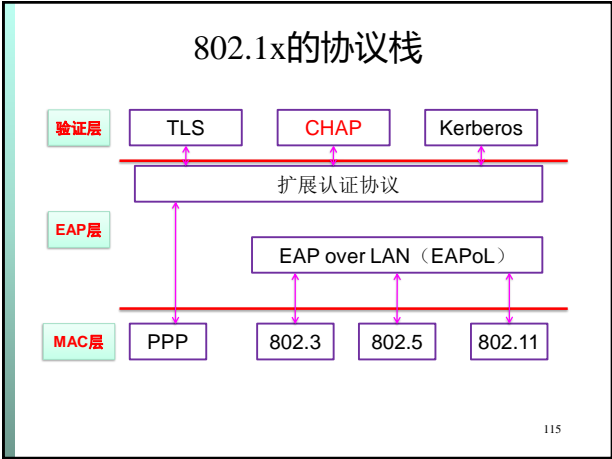 802.1x的协议栈
验证层
TLS
CHAP
Kerberos
扩展认证协议
EAP层
EAP over LAN（EAPoL）
MAC层
PPP
802.3
802.5
802.11
115